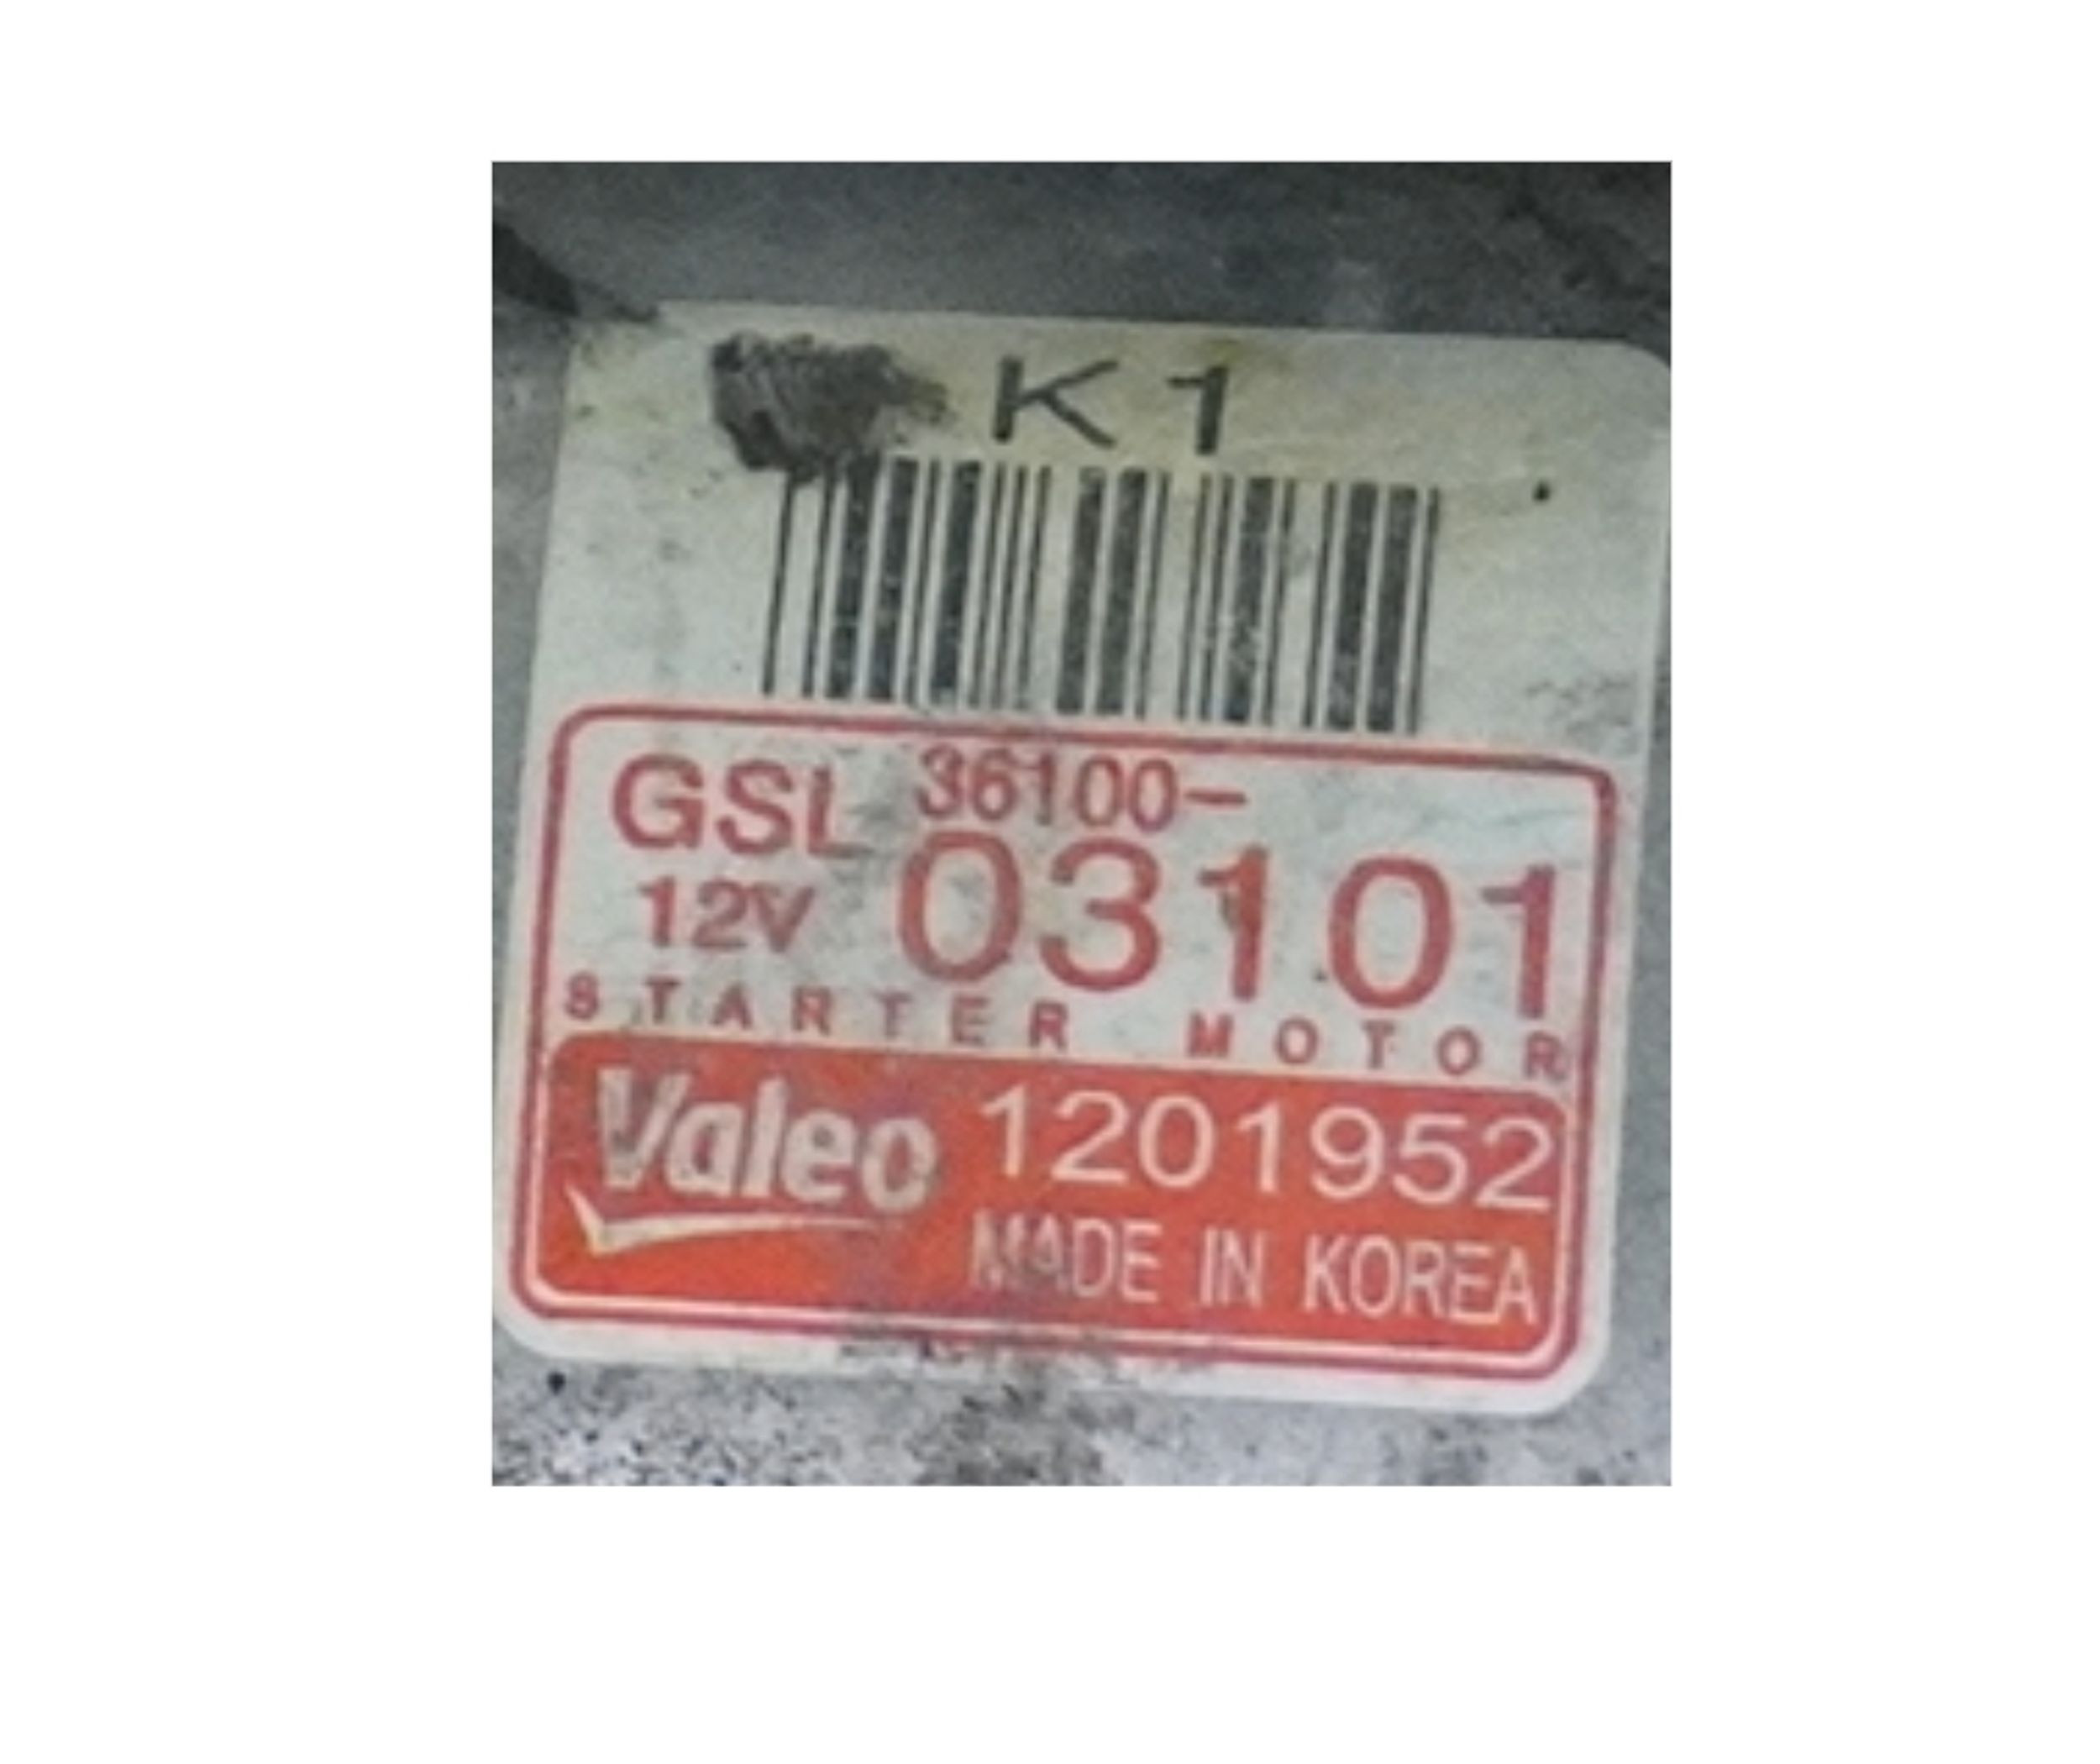 K1
GSL 36100-
12V 03101
STARTER MOTOR
Valeo 1201952
MADE IN KOREA